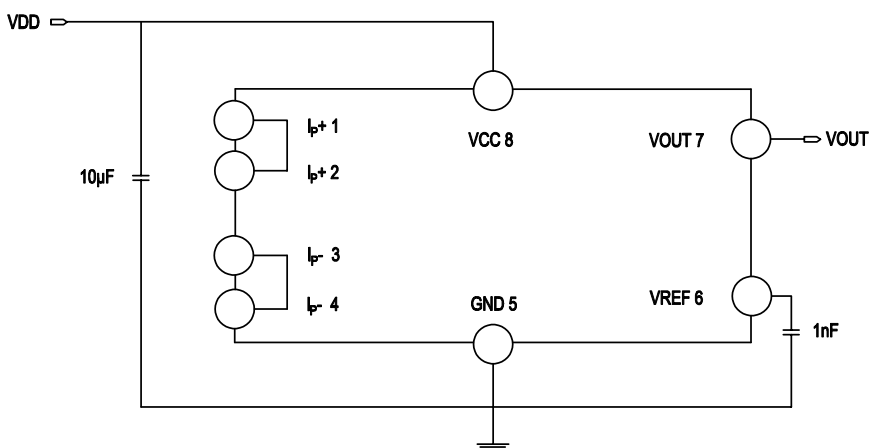 VDD
Iₚ+ 1
VCC 8
VOUT 7
VOUT
10µF
Iₚ+ 2
Iₚ- 3
Iₚ- 4
GND 5
VREF 6
1nF